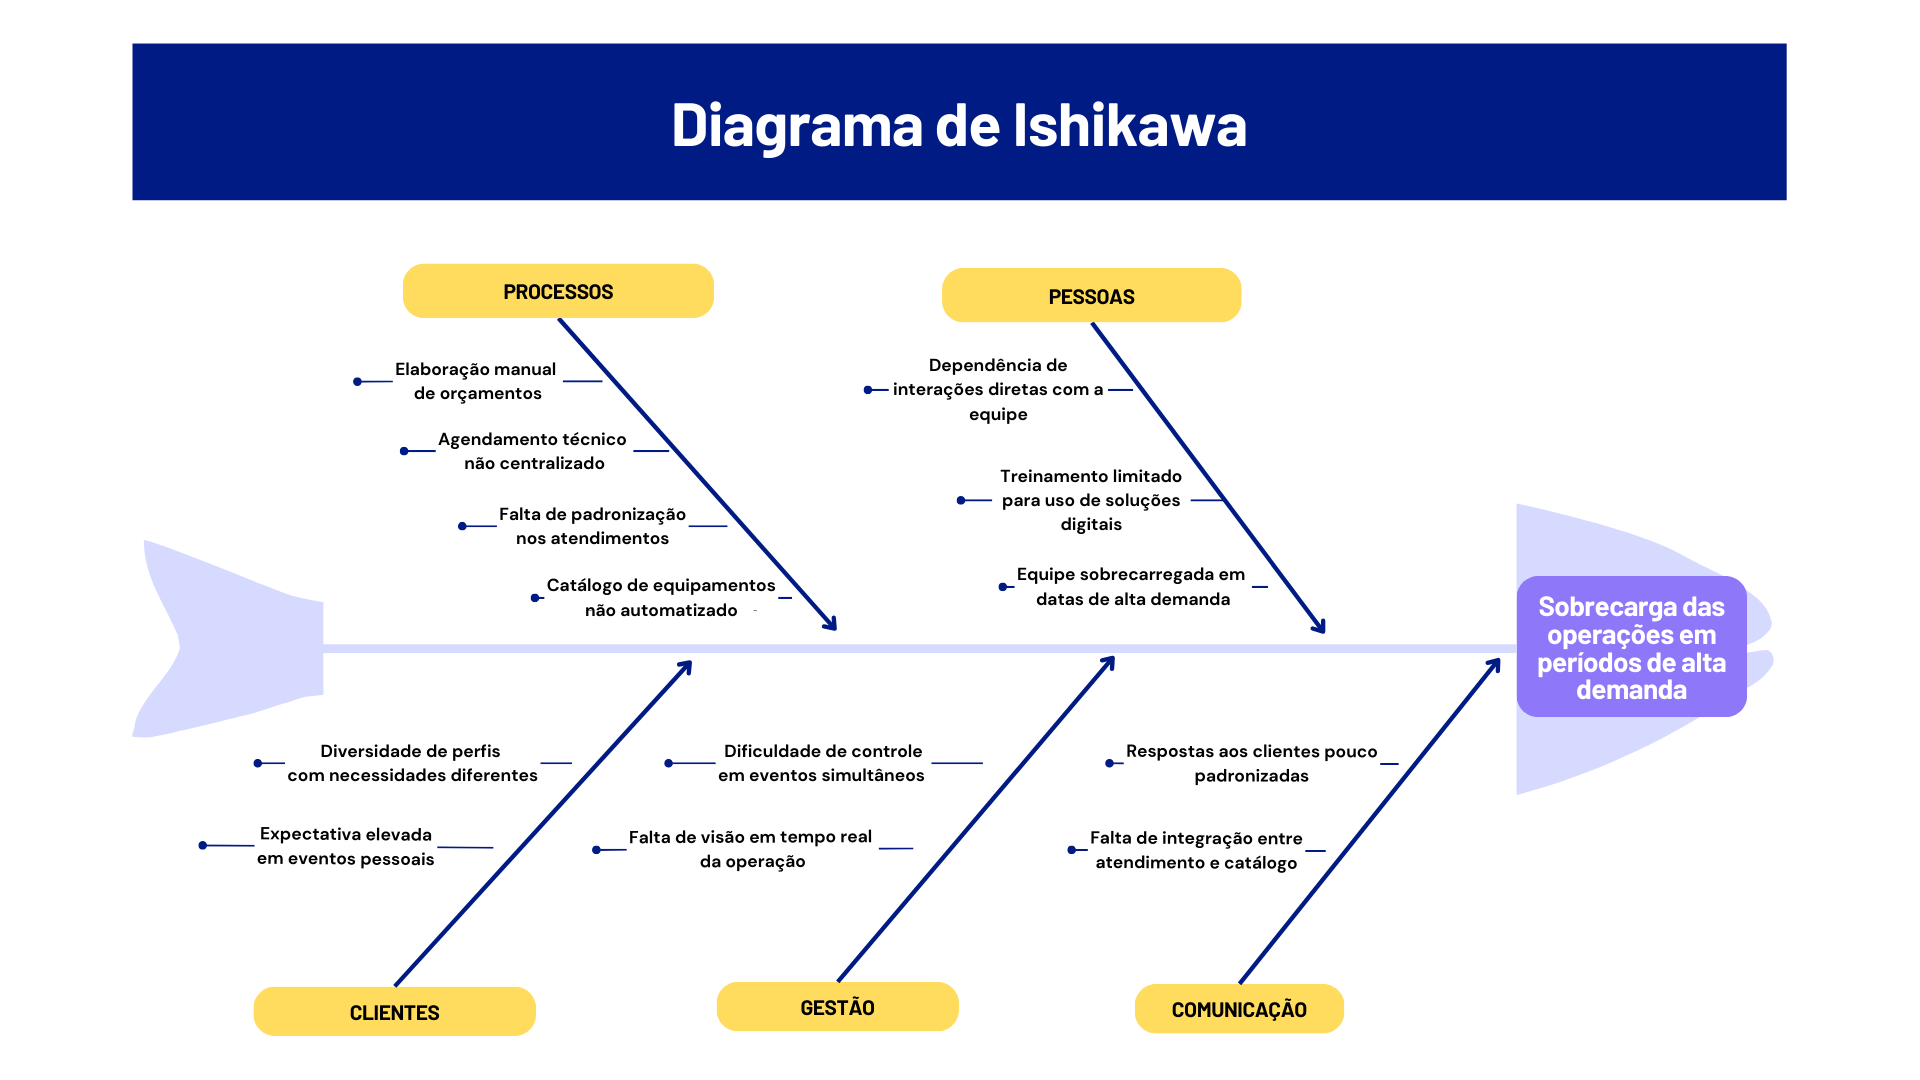 Diagrama de Ishikawa
PROCESSOS
Elaboração manual
de orçamentos
Agendamento técnico
não centralizado
Falta de padronização
nos atendimentos
Catálogo de equipamentos
não automatizado
PESSOAS
Dependência de
interações diretas com a
equipe
Treinamento limitado
para uso de soluções
digitais
Equipe sobrecarregada em
datas de alta demanda
Sobrecarga das
operações em
períodos de alta
demanda
Diversidade de perfis
com necessidades diferentes
Expectativa elevada
em eventos pessoais
CLIENTES
Dificuldade de controle
em eventos simultâneos
Falta de visão em tempo real
da operação
GESTÃO
Respostas aos clientes pouco
padronizadas
Falta de integração entre
atendimento e catálogo
COMUNICAÇÃO